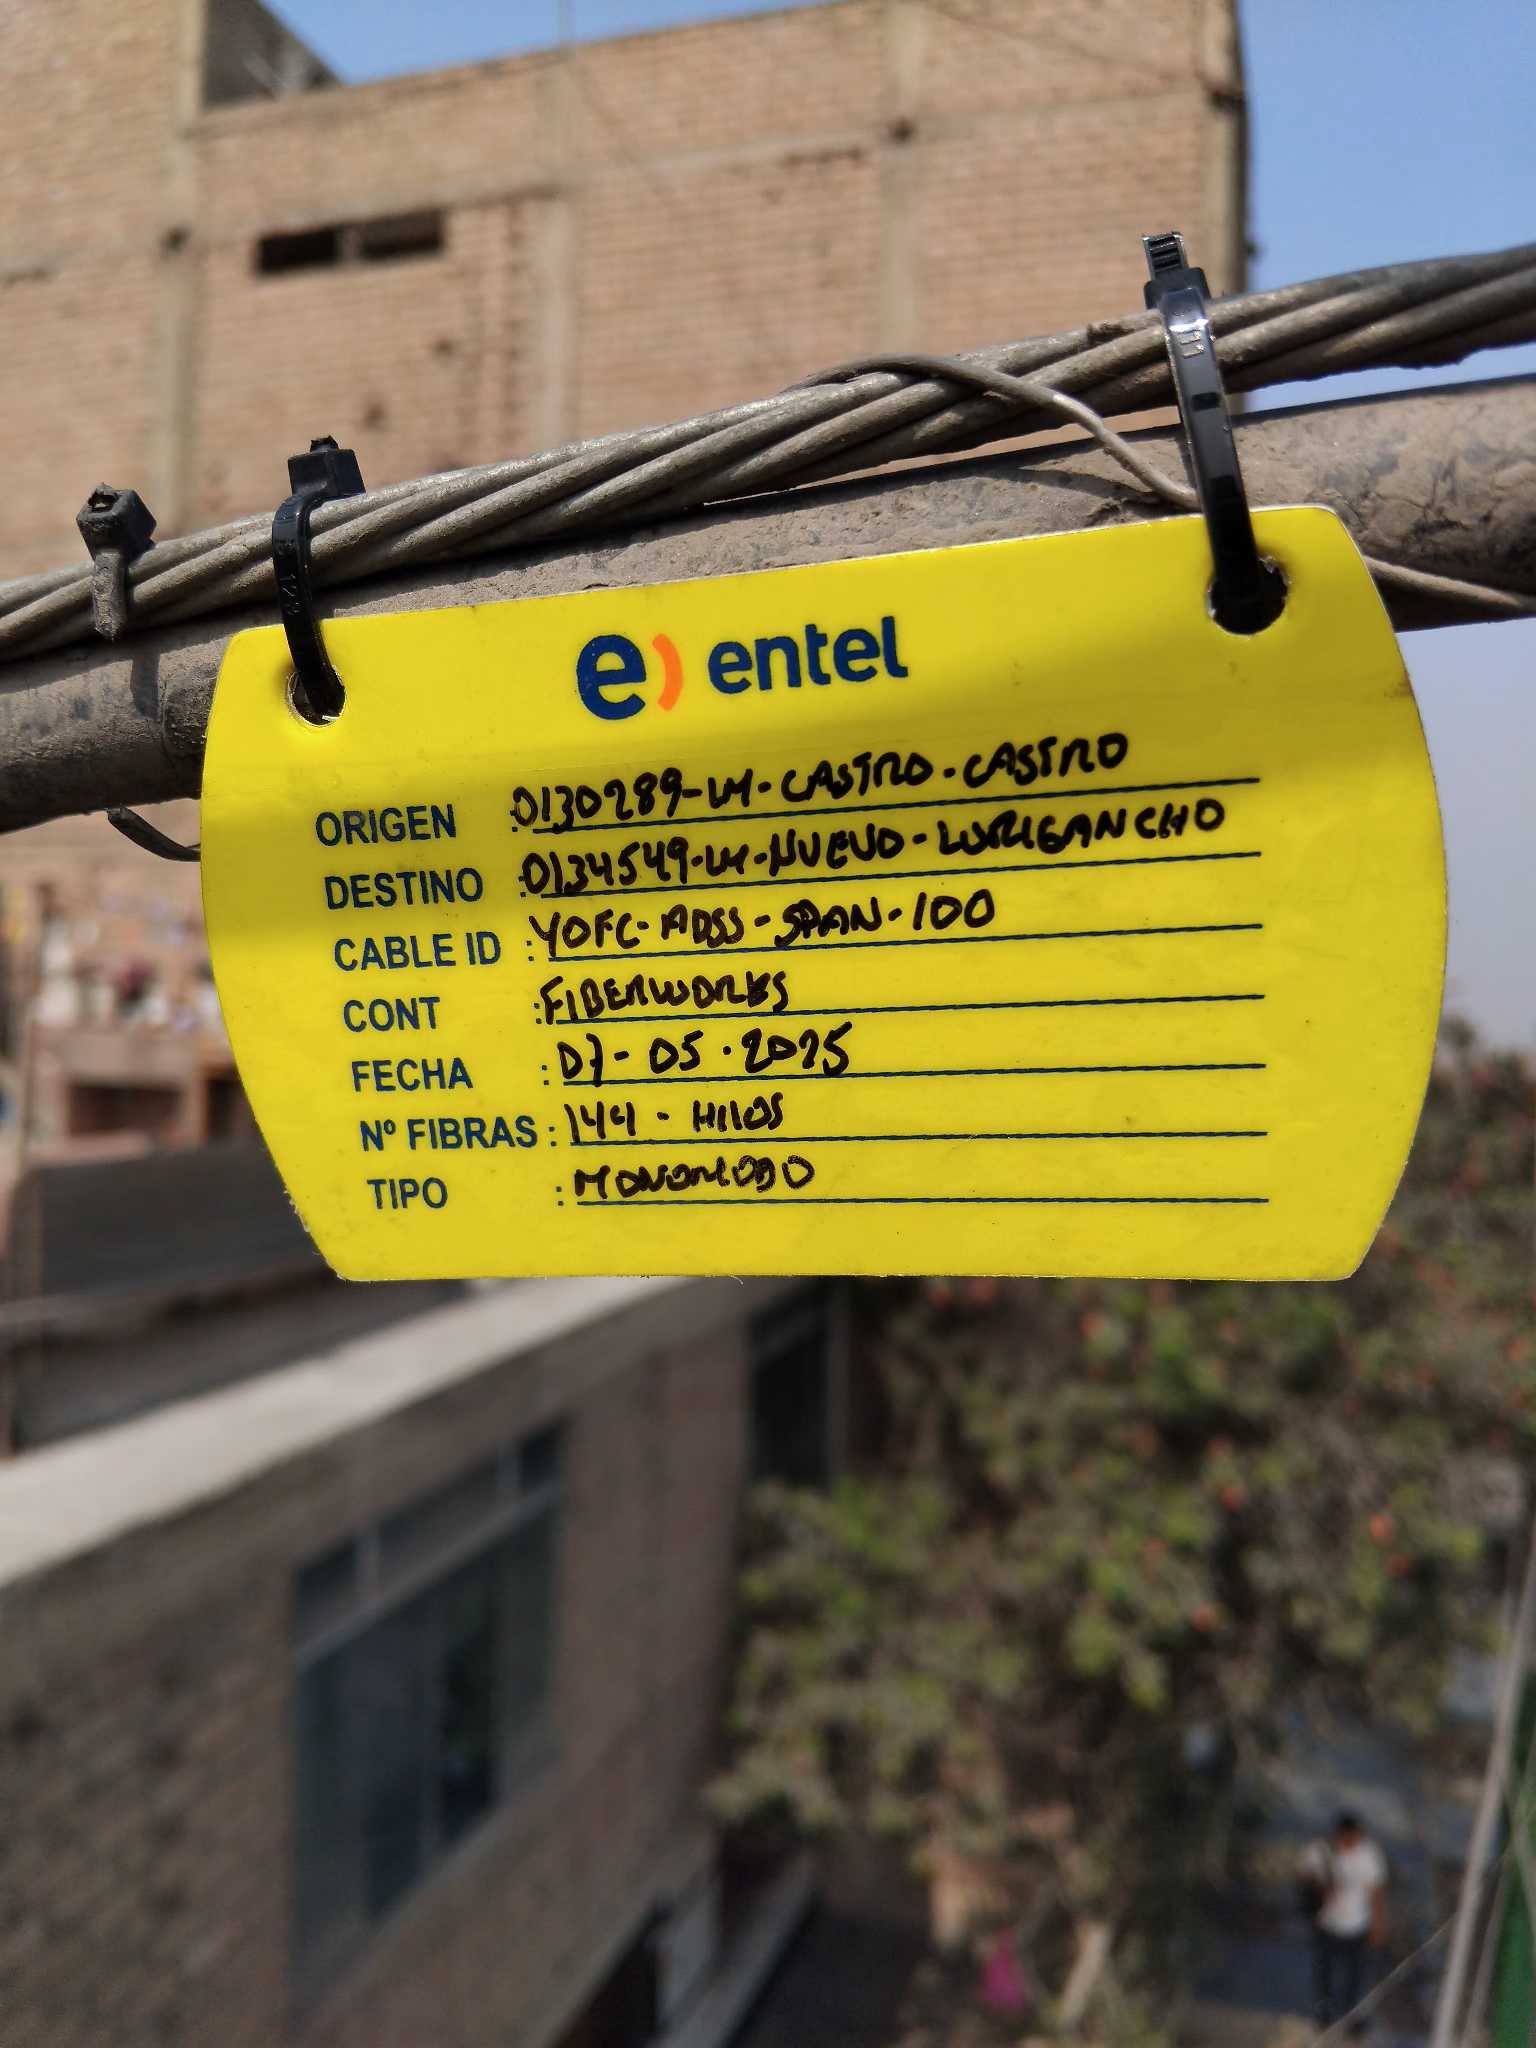 e) entel
ORIGEN : 0130289-LM-CASTRO-CASTRO
DESTINO : 0134549-LM-NUEVO-LURIGANCHO
CABLE ID : YOFC-ADSS-SPAN-100
CONT : FIBERWORKS
FECHA : 07-05-2025
Nº FIBRAS : 144 - HILOS
TIPO : MONOMODO